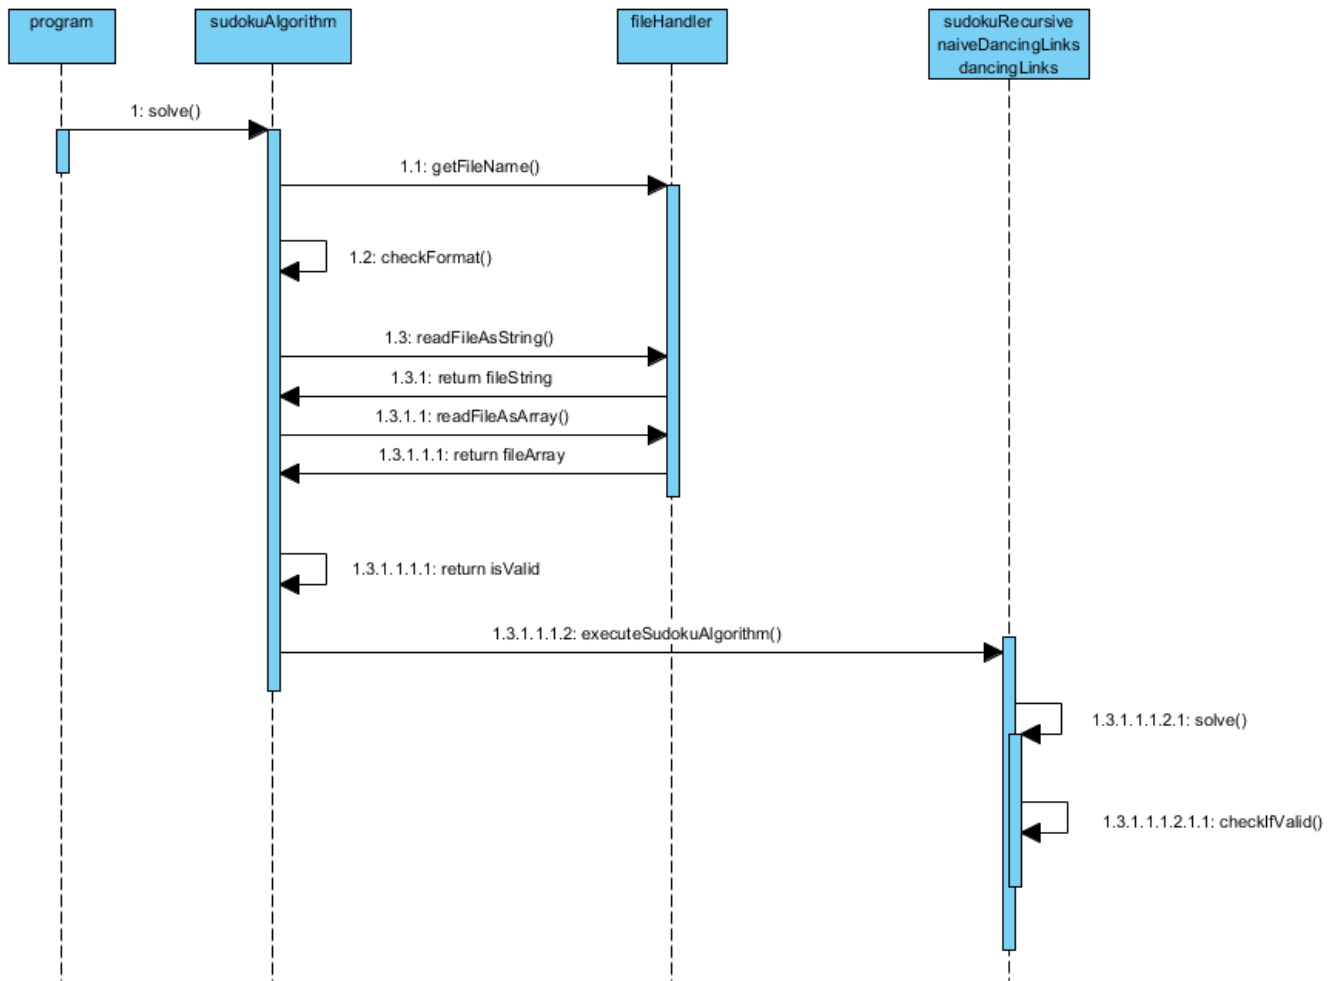 program
sudokuAlgorithm
fileHandler
sudokuRecursive
naiveDancingLinks
dancingLinks
1: solve()
1.1: getFileName()
1.2: checkFormat()
1.3: readFileAsString()
1.3.1: return fileString
1.3.1.1: readFileAsArray()
1.3.1.1.1: return fileArray
1.3.1.1.1.1: return isValid
1.3.1.1.1.2: executeSudokuAlgorithm()
1.3.1.1.1.2.1: solve()
1.3.1.1.1.2.1.1: checkIfValid()